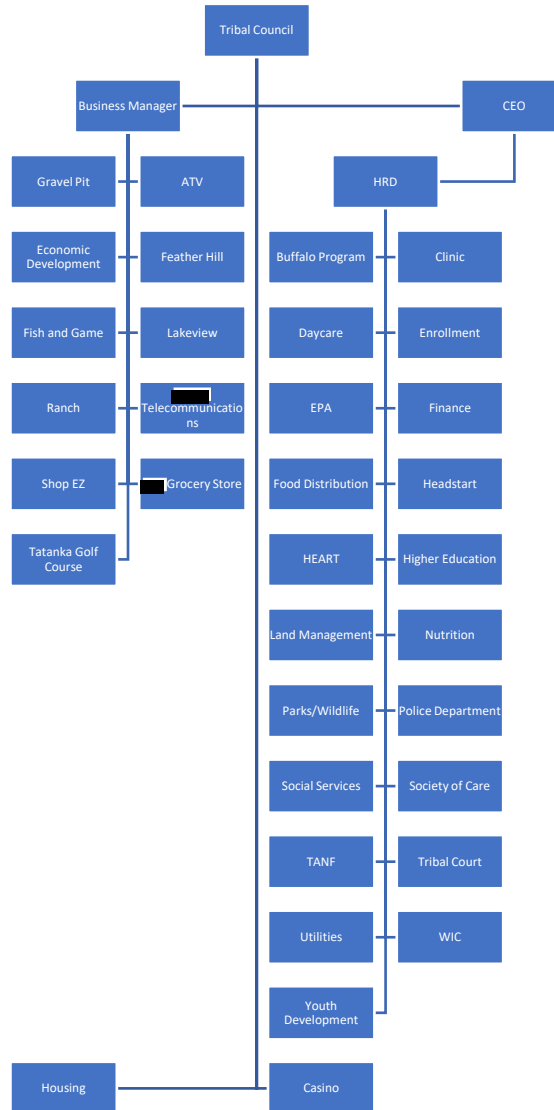 Tribal Council
Business Manager
CEO
Gravel Pit
ATV
HRD
Economic
Development
Feather Hill
Buffalo Program
Clinic
Fish and Game
Lakeview
Daycare
Enrollment
Ranch
Telecommunicatio
ns
EPA
Finance
Shop EZ
Grocery Store
Food Distribution
Headstart
Tatanka Golf
Course
HEART
Higher Education
Land Management
Nutrition
Parks/Wildlife
Police Department
Social Services
Society of Care
TANF
Tribal Court
Utilities
WIC
Youth
Development
Housing
Casino